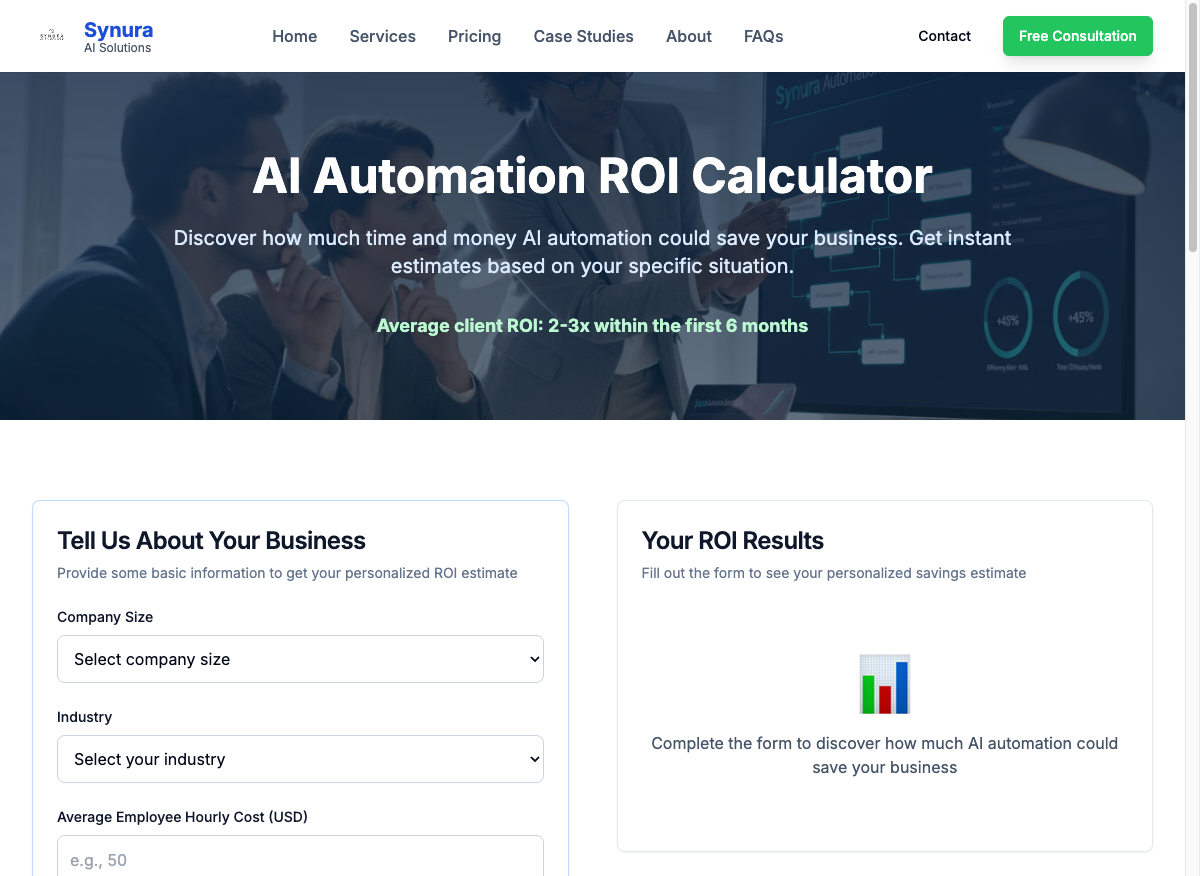 SYNURA
Synura
AI Solutions
Home
Services
Pricing
Case Studies
About
FAQs
Contact
Free Consultation
Synura Automation
AI Automation ROI Calculator
Discover how much time and money AI automation could save your business. Get instant
estimates based on your specific situation.
Average client ROI: 2-3x within the first 6 months
+45%
+45%
Tell Us About Your Business
Provide some basic information to get your personalized ROI estimate
Company Size
Select company size
Industry
Select your industry
Average Employee Hourly Cost (USD)
e.g., 50
Your ROI Results
Fill out the form to see your personalized savings estimate
Complete the form to discover how much AI automation could
save your business